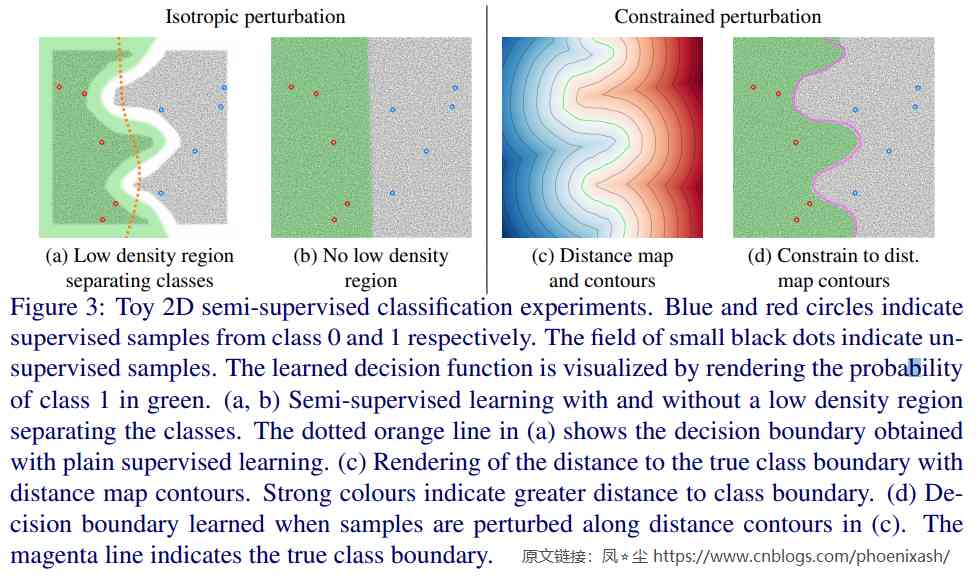 Isotropic perturbation
Constrained perturbation
(a) Low density region
separating classes
(b) No low density
region
(c) Distance map
and contours
(d) Constrain to dist.
map contours
Figure 3: Toy 2D semi-supervised classification experiments. Blue and red circles indicate
supervised samples from class 0 and 1 respectively. The field of small black dots indicate un-
supervised samples. The learned decision function is visualized by rendering the probability
of class 1 in green. (a, b) Semi-supervised learning with and without a low density region
separating the classes. The dotted orange line in (a) shows the decision boundary obtained
with plain supervised learning. (c) Rendering of the distance to the true class boundary with
distance map contours. Strong colours indicate greater distance to class boundary. (d) De-
cision boundary learned when samples are perturbed along distance contours in (c). The
magenta line indicates the true class boundary.
原文链接：凤⭐尘 https://www.cnblogs.com/phoenixash/